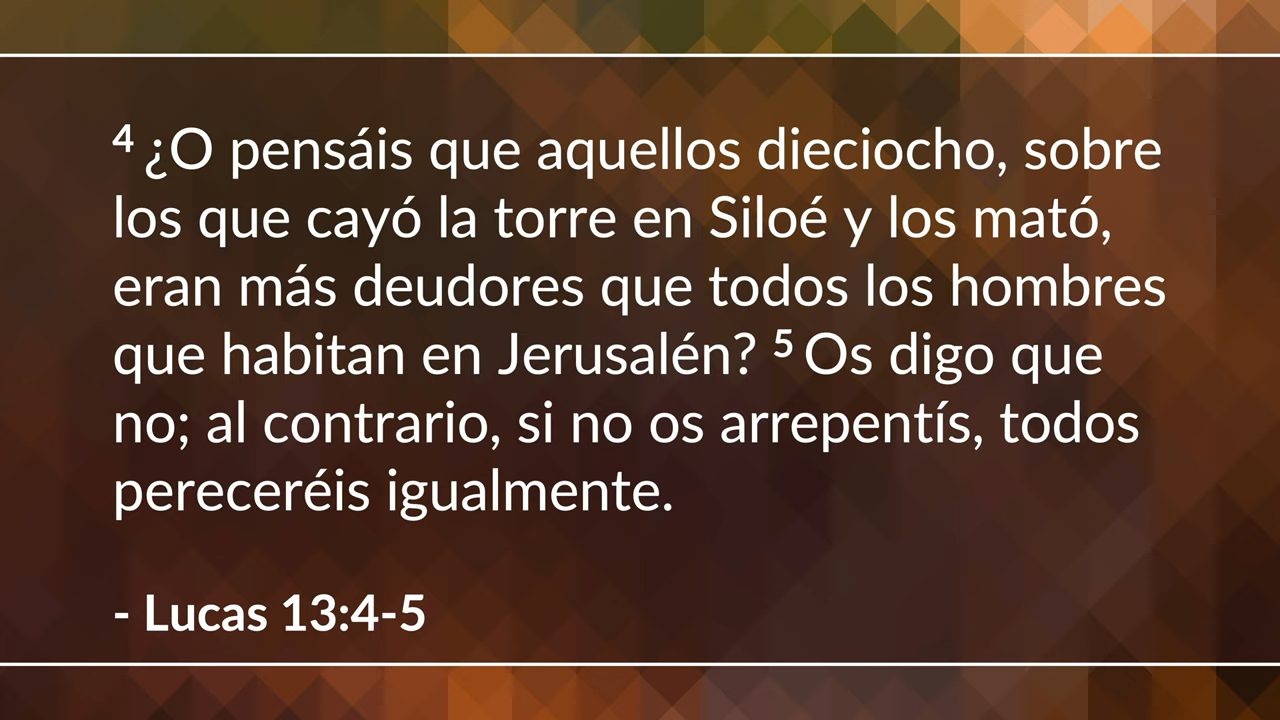 4 ¿O pensáis que aquellos dieciocho, sobre
los que cayó la torre en Siloé y los mató,
eran más deudores que todos los hombres
que habitan en Jerusalén? 5 Os digo que
no; al contrario, si no os arrepentís, todos
pereceréis igualmente.
- Lucas 13:4-5